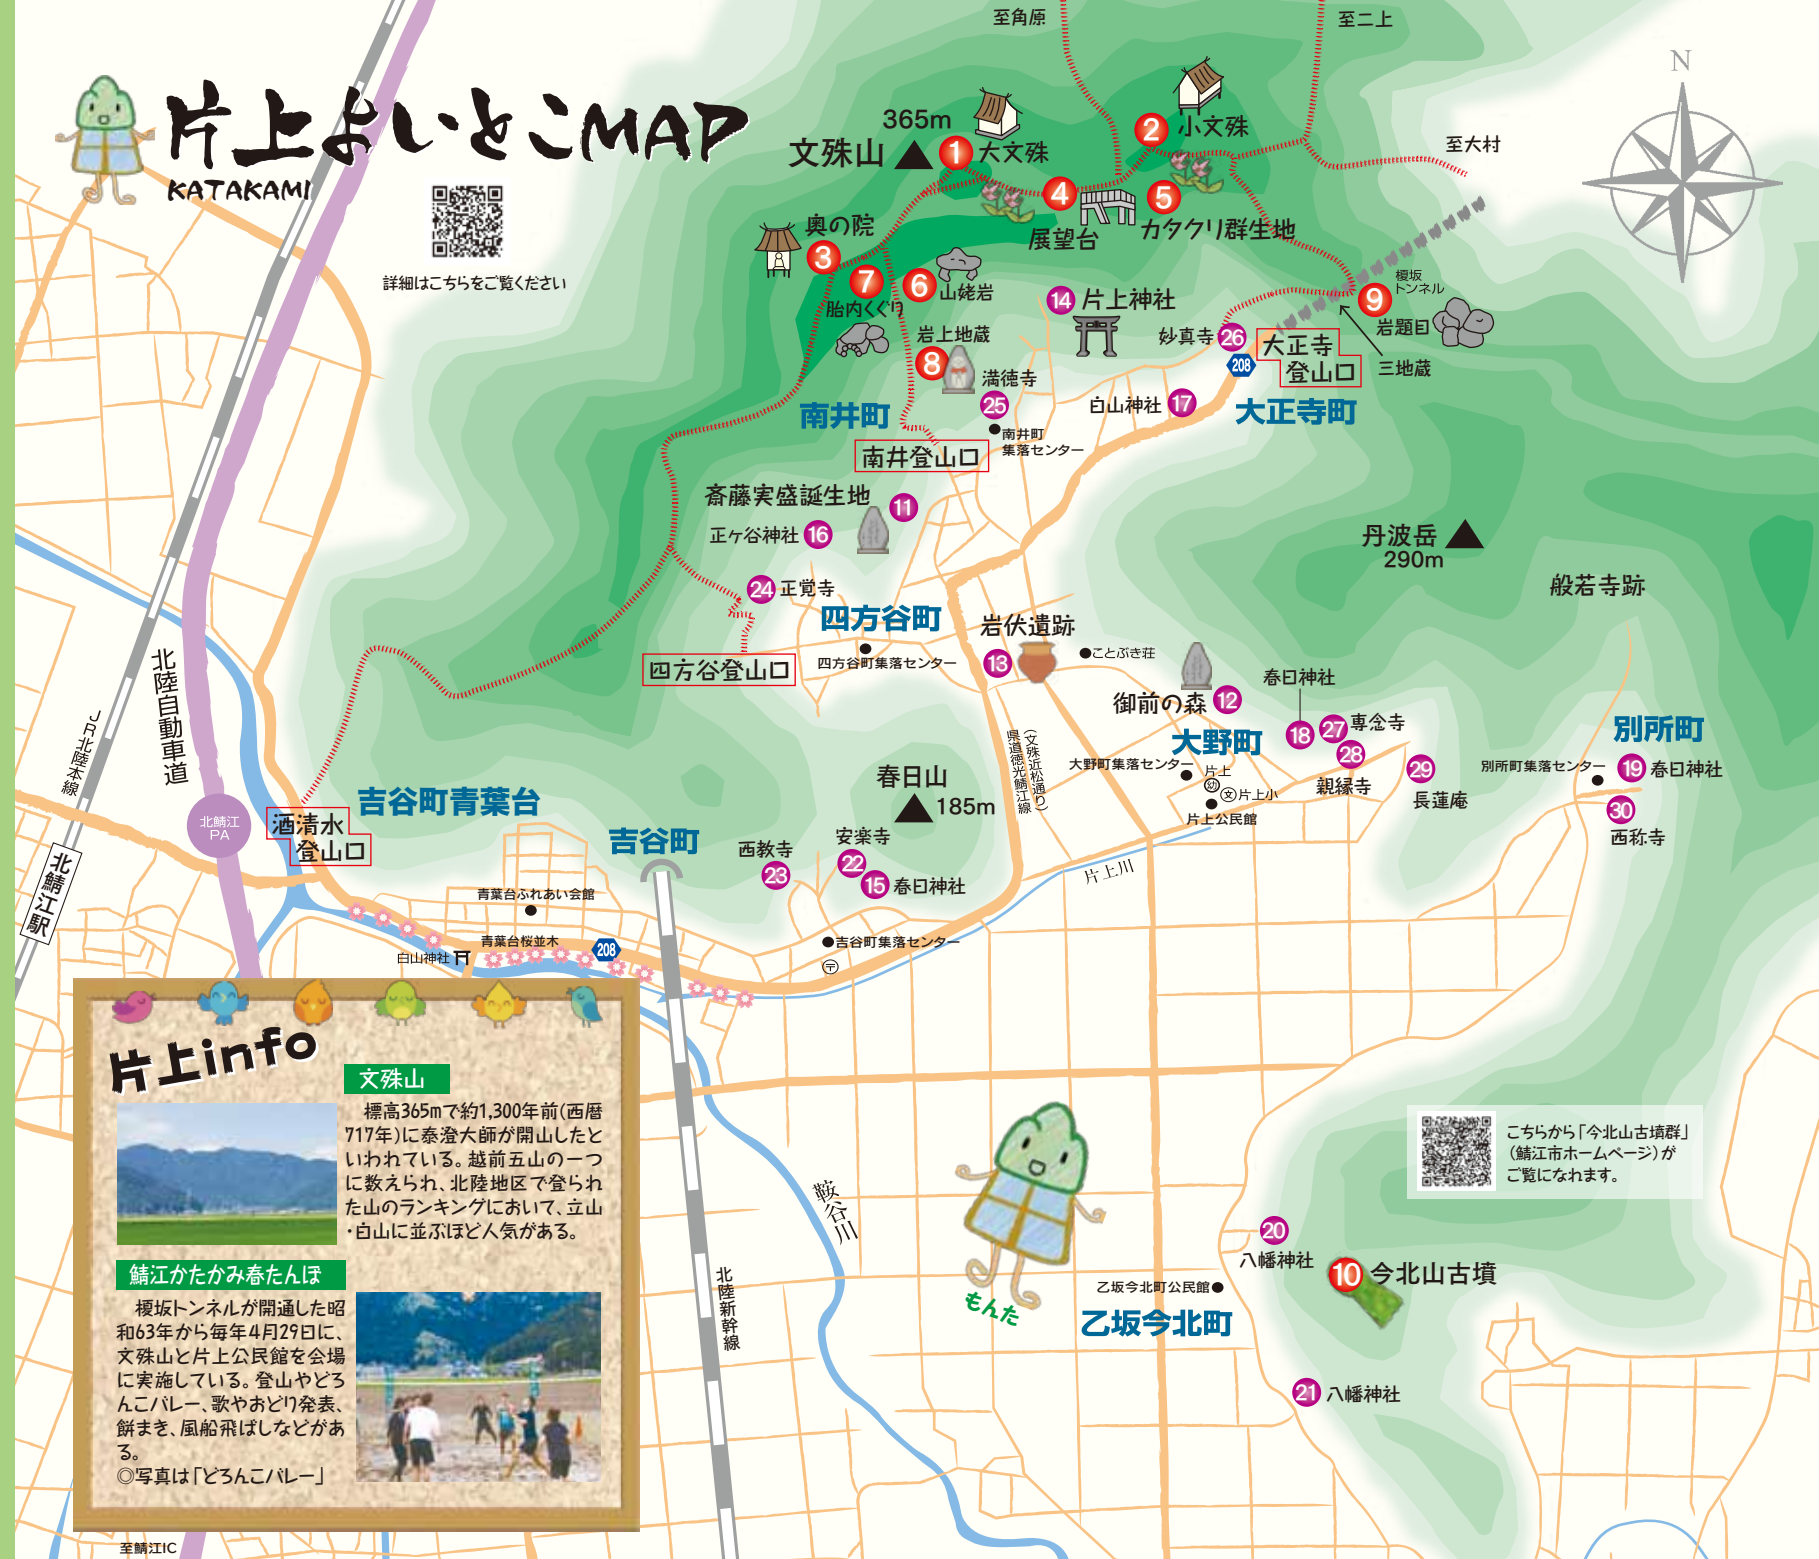 片上よいとこMAP
KATAKAMI
詳細はこちらをご覧ください
至角原
至二上
至大村
N
365m
文殊山
1 大文殊
2 小文殊
奥の院
3
4
展望台
5
カタクリ群生地
7
胎内くぐり
6 山姥岩
岩上地蔵
8
14 片上神社
榎坂
トンネル
9
岩題目
三地蔵
妙真寺 26
208
大正寺
登山口
大正寺町
白山神社 17
満徳寺
25
南井町
南井町
集落センター
南井登山口
斎藤実盛誕生地
11
正ヶ谷神社 16
24 正覚寺
四方谷町
四方谷町集落センター
四方谷登山口
丹波岳
290m
般若寺跡
岩伏遺跡
13
ことぶき荘
御前の森 12
大野町
大野町集落センター
片上
幼
文 片上小
片上公民館
春日神社
18
27 専念寺
28
親縁寺
29
長蓮庵
別所町
別所町集落センター
19 春日神社
30
西称寺
県道徳光鯖江線
(文殊近松通り)
片上川
春日山
185m
安楽寺
22
15 春日神社
西教寺
23
吉谷町
吉谷町集落センター
〒
吉谷町青葉台
酒清水
登山口
青葉台ふれあい会館
青葉台桜並木
白山神社
208
北陸自動車道
JR北陸本線
北鯖江
PA
北鯖江駅
片上info
文殊山
標高365mで約1,300年前(西暦
717年)に泰澄大師が開山したと
いわれている。越前五山の一つ
に数えられ、北陸地区で登られ
た山のランキングにおいて、立山
・白山に並ぶほど人気がある。
鯖江かたかみ春たんぼ
榎坂トンネルが開通した昭
和63年から毎年4月29日に、
文殊山と片上公民館を会場
に実施している。登山やどろ
んこバレー、歌やおどり発表、
餅まき、風船飛ばしなどがあ
る。
◎写真は「どろんこバレー」
至鯖江IC
北陸新幹線
鞍谷川
もんた
こちらから「今北山古墳群」
(鯖江市ホームページ)が
ご覧になれます。
20
八幡神社
10 今北山古墳
乙坂今北町公民館
乙坂今北町
21 八幡神社